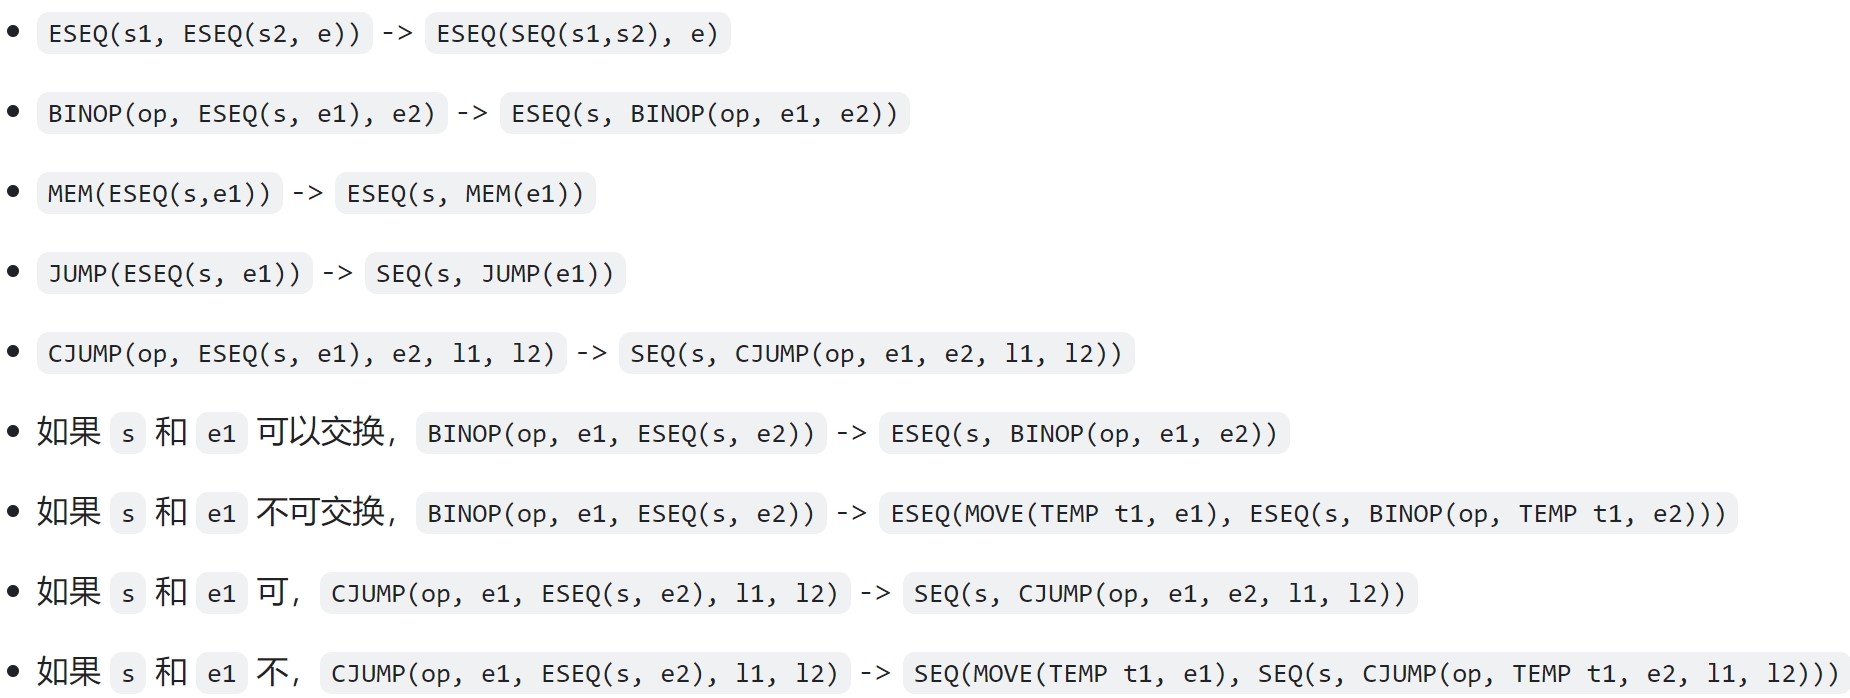 • ESEQ(s1, ESEQ(s2, e)) -> ESEQ(SEQ(s1,s2), e)
• BINOP(op, ESEQ(s, e1), e2) -> ESEQ(s, BINOP(op, e1, e2))
• MEM(ESEQ(s,e1)) -> ESEQ(s, MEM(e1))
• JUMP(ESEQ(s, e1)) -> SEQ(s, JUMP(e1))
• CJUMP(op, ESEQ(s, e1), e2, l1, l2) -> SEQ(s, CJUMP(op, e1, e2, l1, l2))
• 如果 s 和 e1 可以交换, BINOP(op, e1, ESEQ(s, e2)) -> ESEQ(s, BINOP(op, e1, e2))
• 如果 s 和 e1 不可交换, BINOP(op, e1, ESEQ(s, e2)) -> ESEQ(MOVE(TEMP t1, e1), ESEQ(s, BINOP(op, TEMP t1, e2)))
• 如果 s 和 e1 可, CJUMP(op, e1, ESEQ(s, e2), l1, l2) -> SEQ(s, CJUMP(op, e1, e2, l1, l2))
• 如果 s 和 e1 不, CJUMP(op, e1, ESEQ(s, e2), l1, l2) -> SEQ(MOVE(TEMP t1, e1), SEQ(s, CJUMP(op, TEMP t1, e2, l1, l2)))